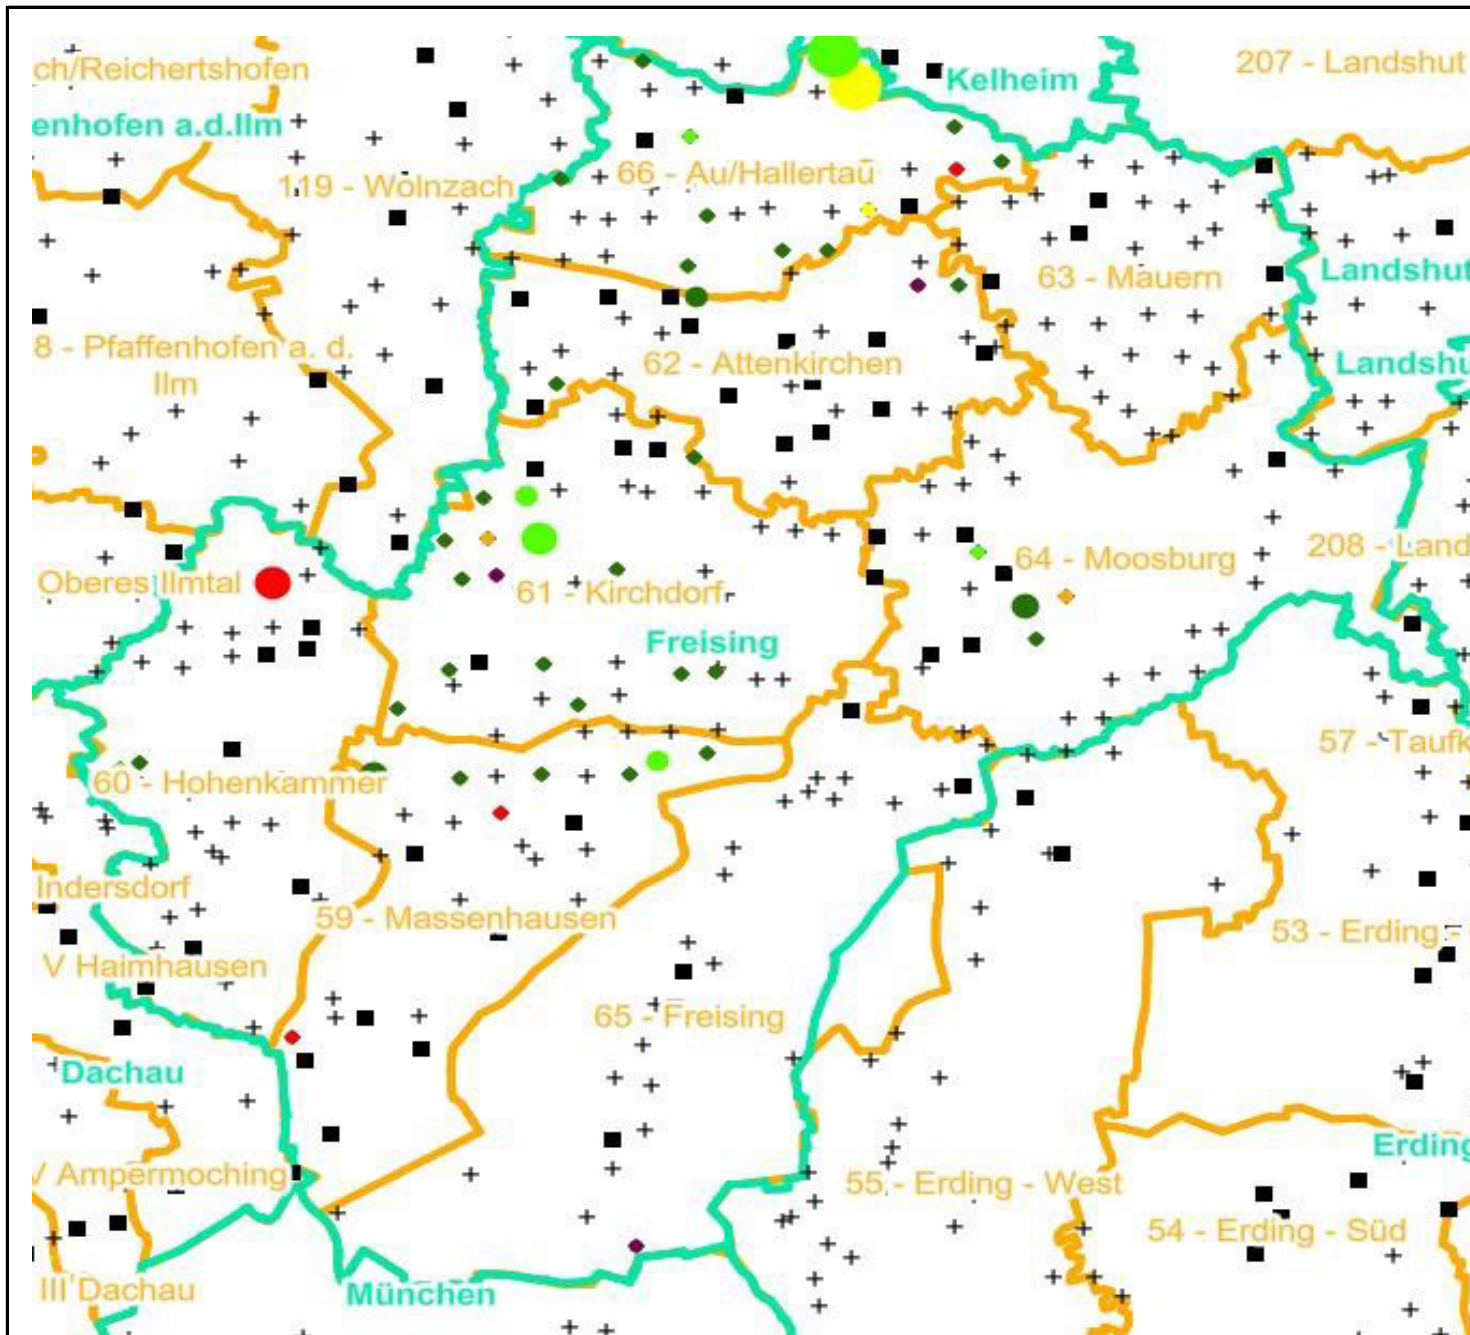 ch/Reichertshofen
207 - Landshut
Kelheim
enhofen a.d.Ilm
119 - Wolnzach
66 - Au/Hallertau
63 - Mauern
Landshut
8 - Pfaffenhofen a. d.
Ilm
62 - Attenkirchen
Landshu
Oberes Ilmtal
61 - Kirchdorf
64 - Moosburg
208 - Land
Freising
57 - Taufk
60 - Hohenkammer
Indersdorf
59 - Massenhausen
53 - Erding -
V Haimhausen
65 - Freising
Dachau
Erding
V Ampermoching
55 - Erding - West
54 - Erding - Süd
III Dachau
München